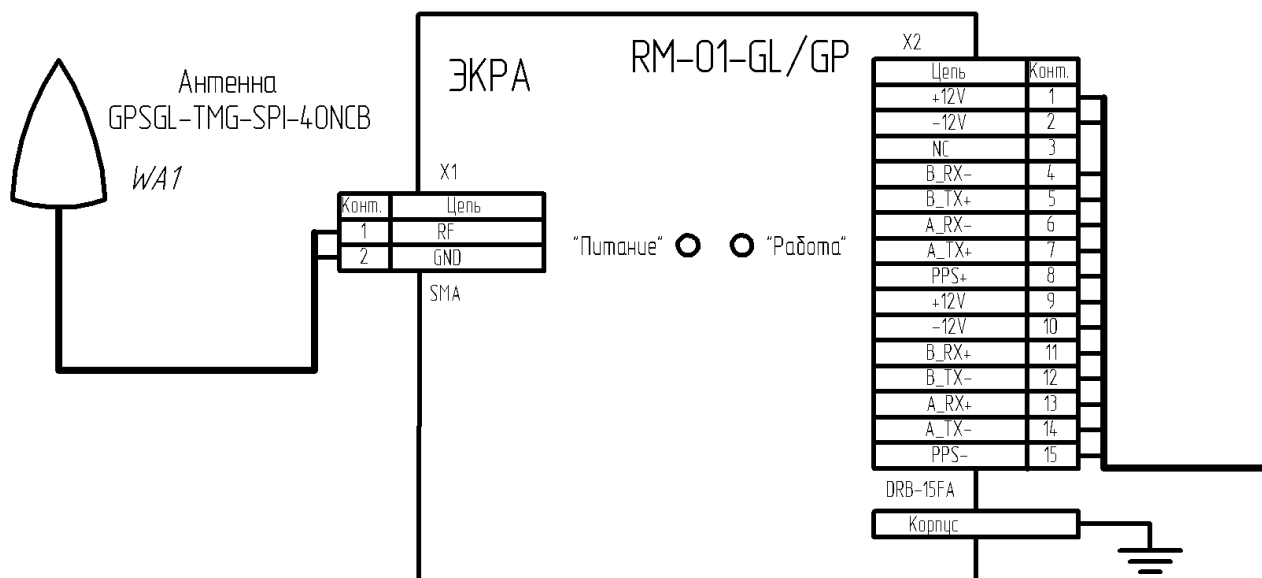 Антенна
GPSGL-TMG-SPI-40NCB
WA1
ЭКРА
RM-01-GL/GP
X1
Конт. Цепь
1 RF
2 GND
SMA
"Питание" "Работа"
X2
Цепь Конт.
+12V 1
-12V 2
NC 3
B_RX- 4
B_TX+ 5
A_RX- 6
A_TX+ 7
PPS+ 8
+12V 9
-12V 10
B_RX+ 11
B_TX- 12
A_RX+ 13
A_TX- 14
PPS- 15
DRB-15FA
Корпус